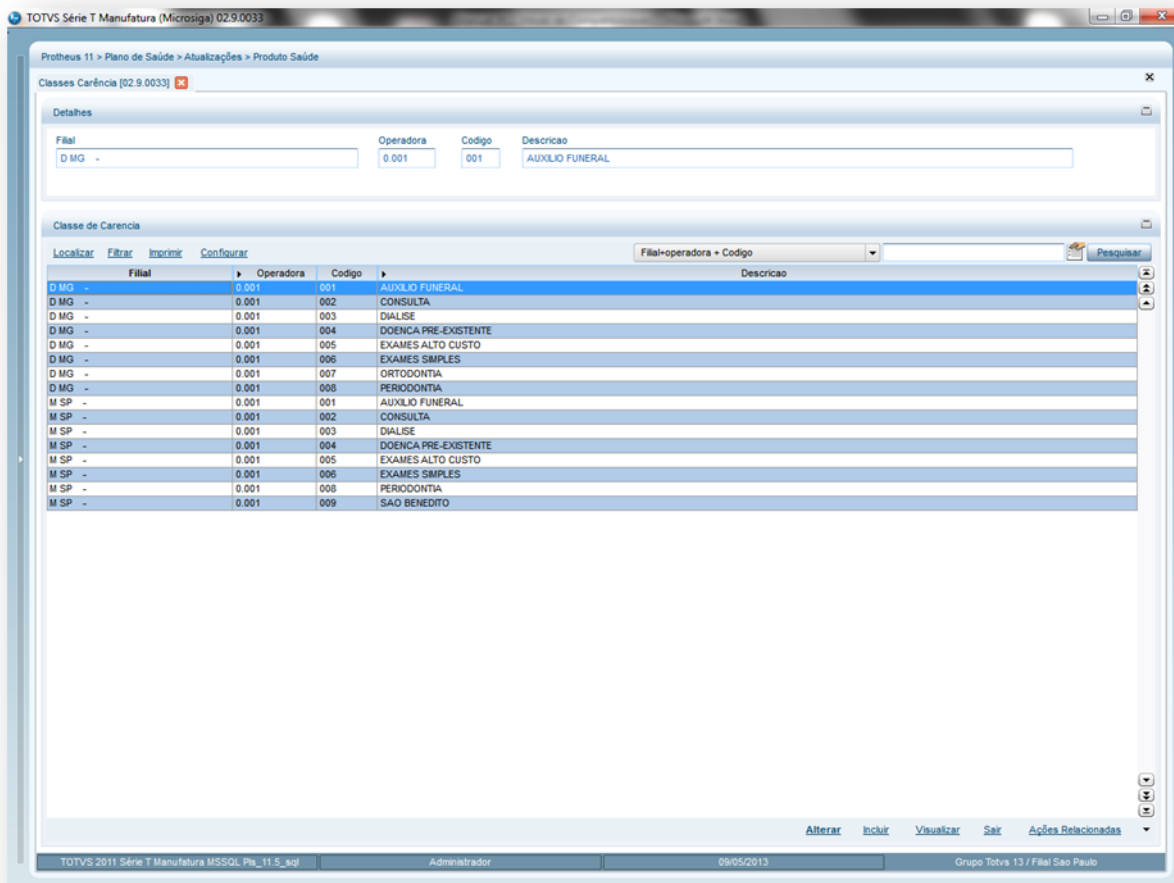 TOTVS Série T Manufatura (Microsiga) 02.9.0033
Protheus 11 > Plano de Saúde > Atualizações > Produto Saúde
Classes Carência [02.9.0033]
Detalhes
Filial Operadora Codigo Descricao
D MG - 0.001 001 AUXILIO FUNERAL
Classe de Carencia
Localizar Filtrar Imprimir Configurar Filial+operadora + Codigo Pesquisar
Filial Operadora Codigo Descricao
D MG - 0.001 001 AUXILIO FUNERAL
D MG - 0.001 002 CONSULTA
D MG - 0.001 003 DIALISE
D MG - 0.001 004 DOENCA PRE-EXISTENTE
D MG - 0.001 005 EXAMES ALTO CUSTO
D MG - 0.001 006 EXAMES SIMPLES
D MG - 0.001 007 ORTODONTIA
D MG - 0.001 008 PERIODONTIA
M SP - 0.001 001 AUXILIO FUNERAL
M SP - 0.001 002 CONSULTA
M SP - 0.001 003 DIALISE
M SP - 0.001 004 DOENCA PRE-EXISTENTE
M SP - 0.001 005 EXAMES ALTO CUSTO
M SP - 0.001 006 EXAMES SIMPLES
M SP - 0.001 008 PERIODONTIA
M SP - 0.001 009 SAO BENEDITO
Alterar Incluir Visualizar Sair Ações Relacionadas
TOTVS 2011 Série T Manufatura MSSQL Pls_11.5_sql Administrador 09/05/2013 Grupo Totvs 13 / Filial Sao Paulo